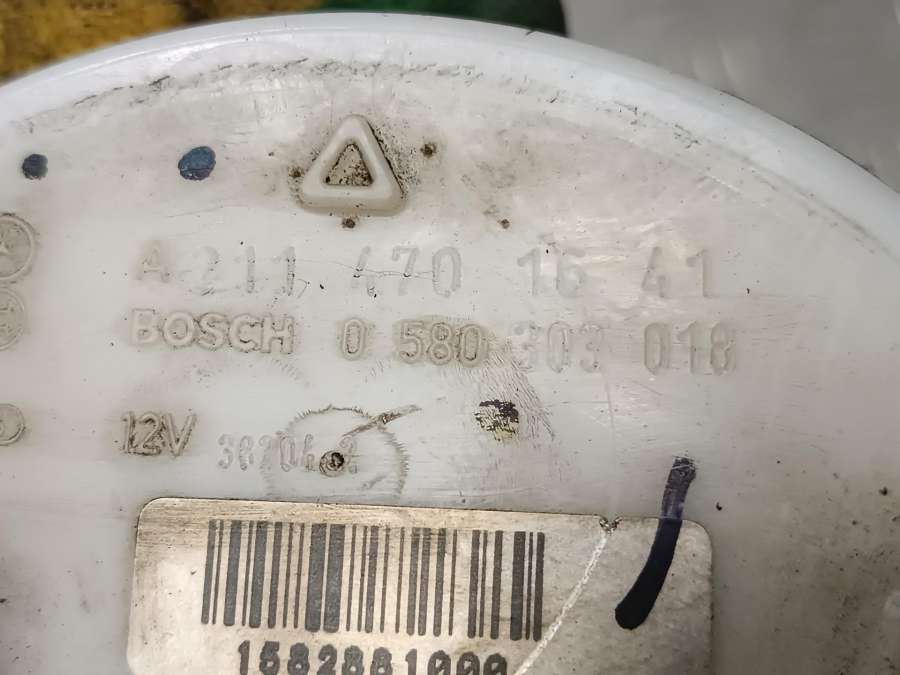 A 211 470 16 41
BOSCH 0 580 303 018
12V
1582881000